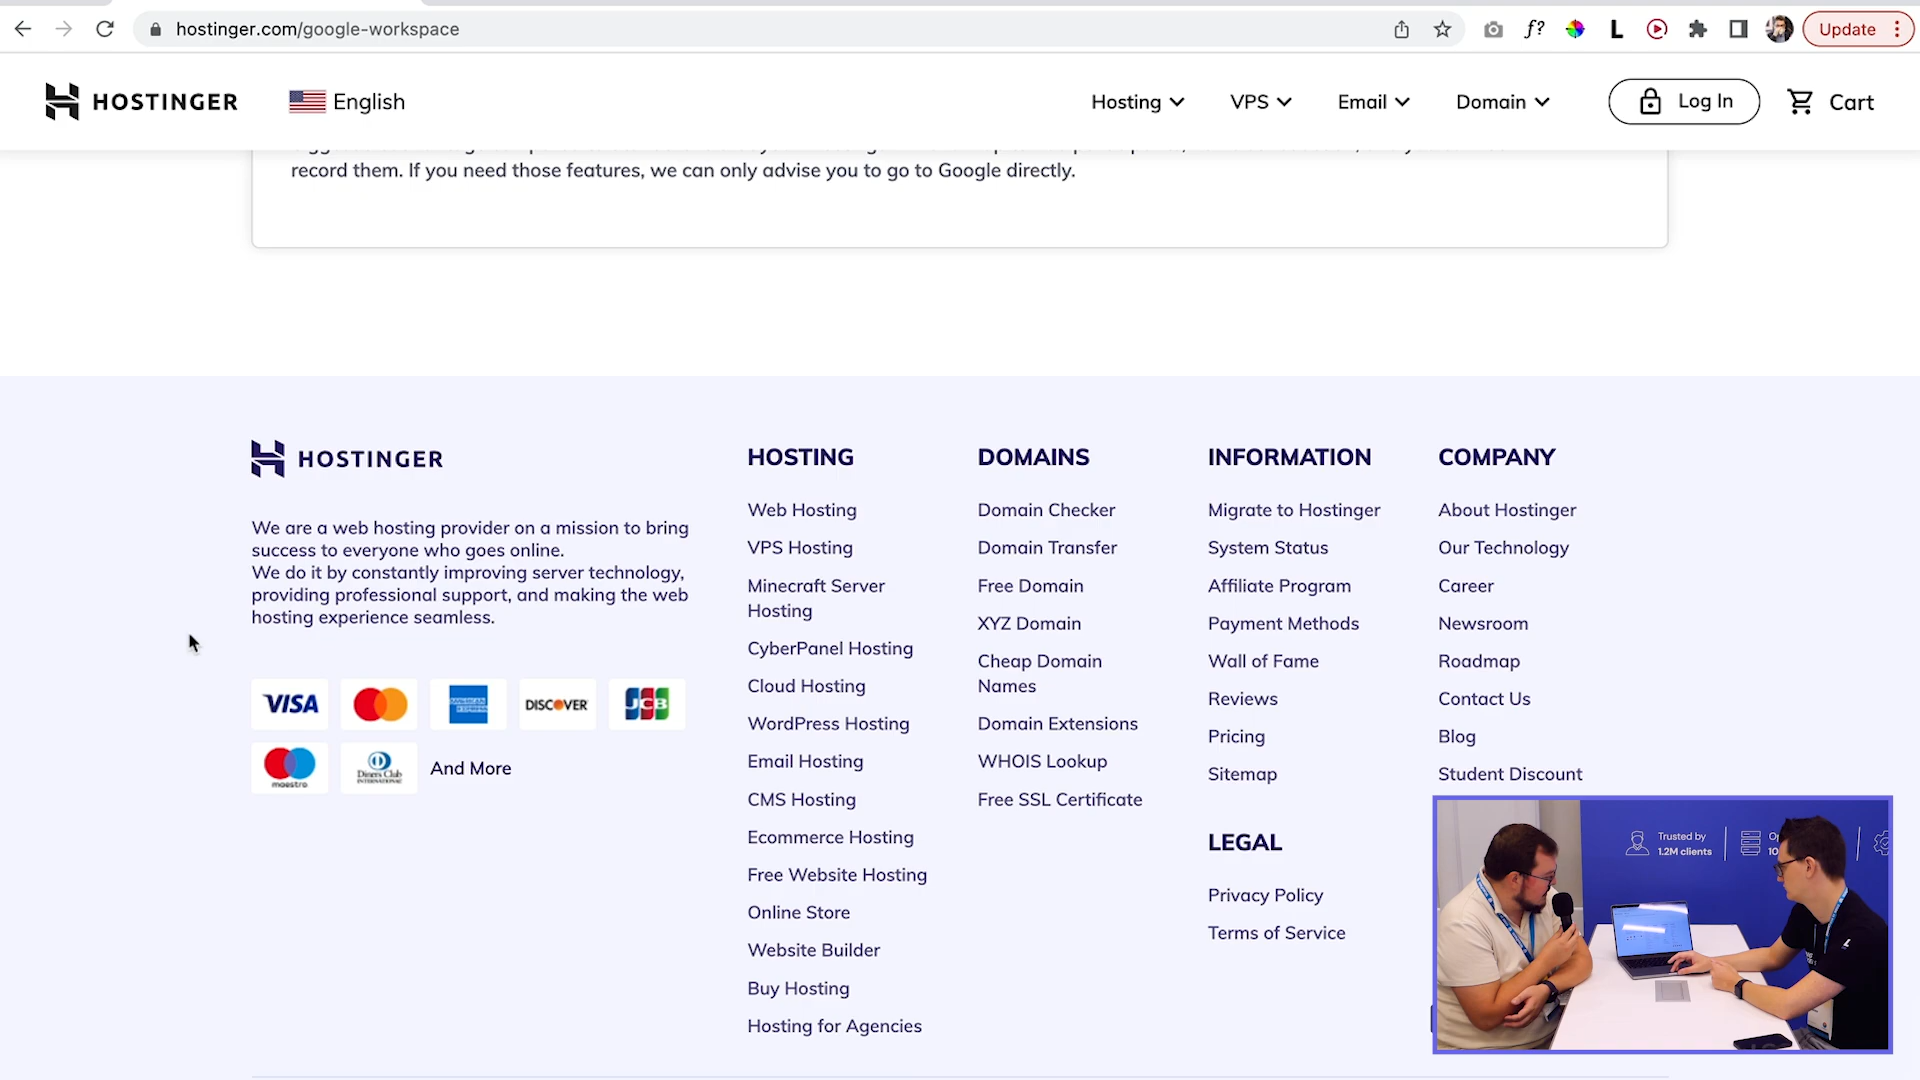 hostinger.com/google-workspace
f?
L
Update
HOSTINGER
English
Hosting
VPS
Email
Domain
Log In
Cart
record them. If you need those features, we can only advise you to go to Google directly.
HOSTINGER
We are a web hosting provider on a mission to bring
success to everyone who goes online.
We do it by constantly improving server technology,
providing professional support, and making the web
hosting experience seamless.
VISA
AMERICAN EXPRESS
DISCOVER
JCB
maestro
Diners Club
INTERNATIONAL
And More
HOSTING
Web Hosting
VPS Hosting
Minecraft Server
Hosting
CyberPanel Hosting
Cloud Hosting
WordPress Hosting
Email Hosting
CMS Hosting
Ecommerce Hosting
Free Website Hosting
Online Store
Website Builder
Buy Hosting
Hosting for Agencies
DOMAINS
Domain Checker
Domain Transfer
Free Domain
XYZ Domain
Cheap Domain
Names
Domain Extensions
WHOIS Lookup
Free SSL Certificate
INFORMATION
Migrate to Hostinger
System Status
Affiliate Program
Payment Methods
Wall of Fame
Reviews
Pricing
Sitemap
LEGAL
Privacy Policy
Terms of Service
COMPANY
About Hostinger
Our Technology
Career
Newsroom
Roadmap
Contact Us
Blog
Student Discount
Trusted by
1.2M clients